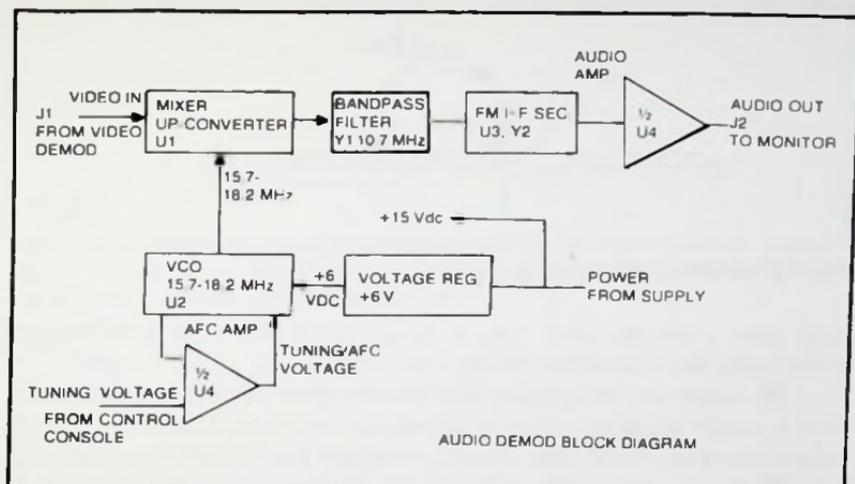 VIDEO IN
J1
FROM VIDEO
DEMOD
MIXER
UP-CONVERTER
U1
BANDPASS
FILTER
Y1 10.7 MHz
FM I-F SEC
U3, Y2
AUDIO
AMP
½
U4
AUDIO OUT
J2
TO MONITOR
15.7-
18.2 MHz
+15 Vdc
VCO
15.7-18.2 MHz
U2
+6
VDC
VOLTAGE REG
+6V
POWER
FROM SUPPLY
AFC AMP
½
U4
TUNING/AFC
VOLTAGE
TUNING VOLTAGE
FROM CONTROL
CONSOLE
AUDIO DEMOD BLOCK DIAGRAM